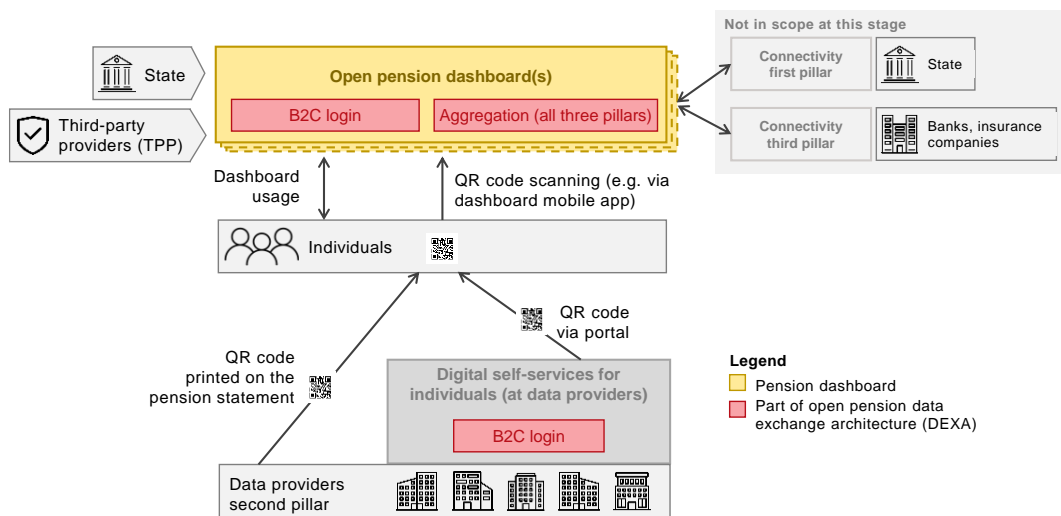 Not in scope at this stage
State
Open pension dashboard(s)
B2C login
Aggregation (all three pillars)
Connectivity
first pillar
State
Third-party
providers (TPP)
Connectivity
third pillar
Banks, insurance
companies
Dashboard
usage
QR code scanning (e.g. via
dashboard mobile app)
Individuals
QR code
via portal
QR code
printed on the
pension statement
Digital self-services for
individuals (at data providers)
B2C login
Data providers
second pillar
Legend
Pension dashboard
Part of open pension data
exchange architecture (DEXA)